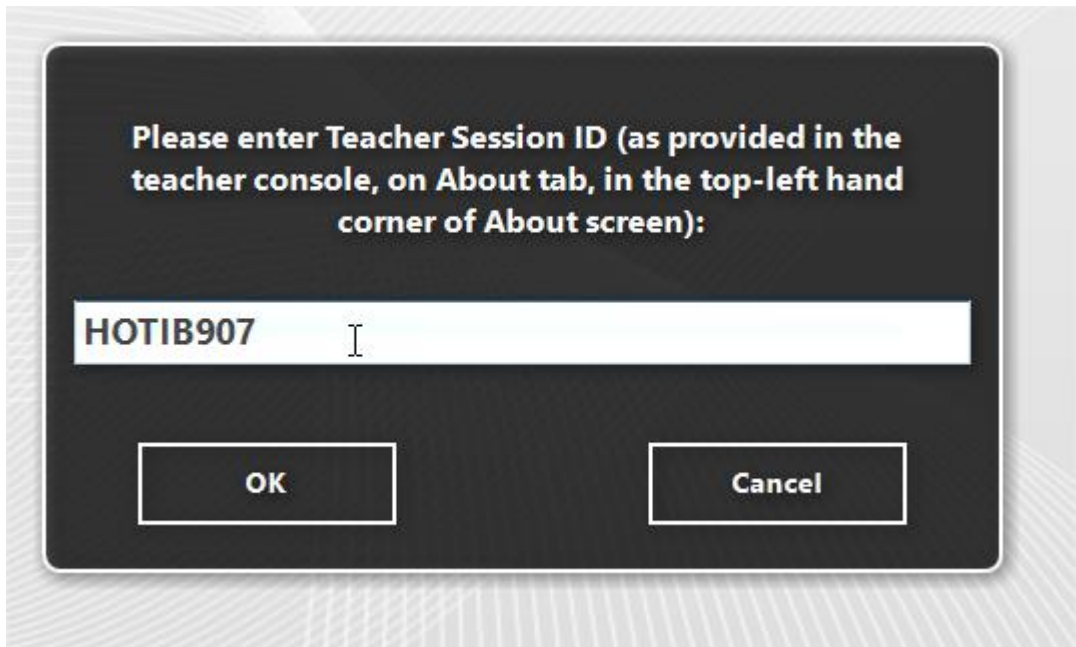 Please enter Teacher Session ID (as provided in the
teacher console, on About tab, in the top-left hand
corner of About screen):
HOTIB907
OK
Cancel